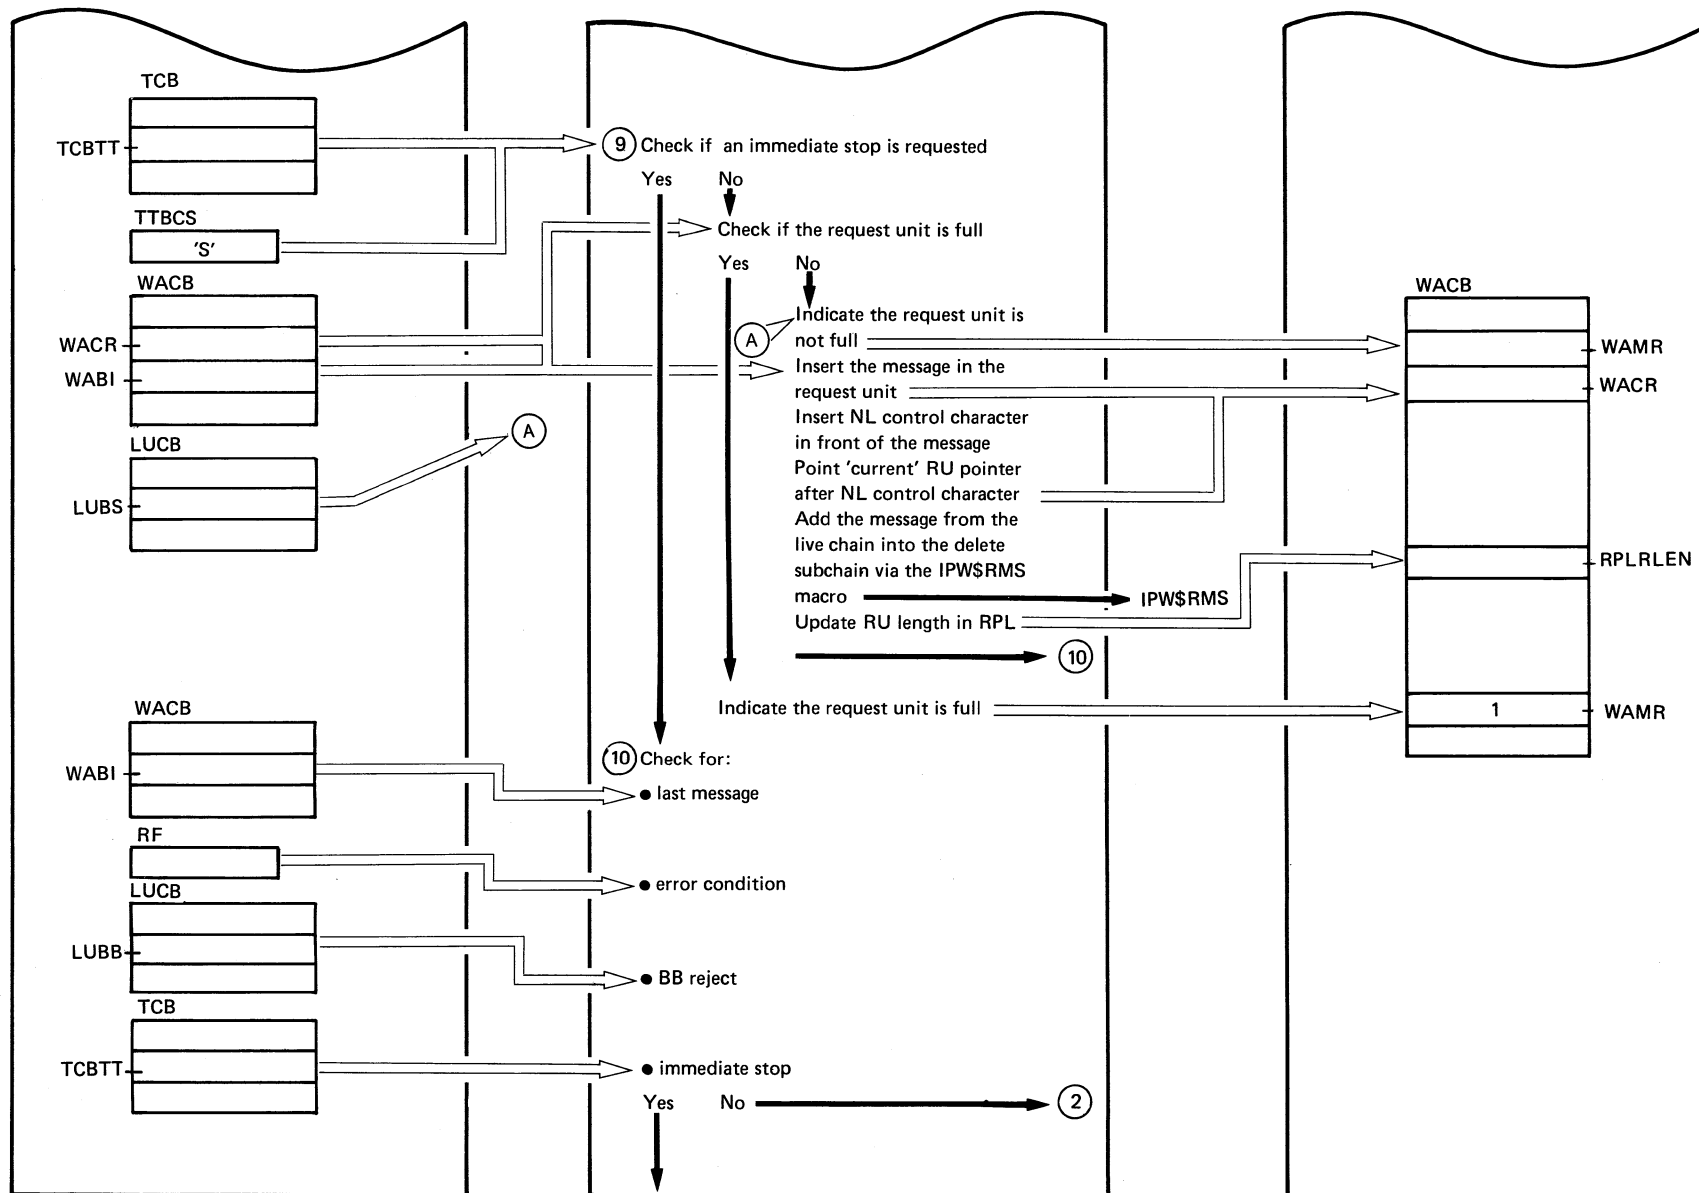 TCB
TCBTT
TTBCS
'S'
WACB
WACR
WABI
LUCB
LUBS
A
WACB
WABI
RF
LUCB
LUBB
TCB
TCBTT
9 Check if an immediate stop is requested
Yes No
Check if the request unit is full
Yes No
A
Indicate the request unit is
not full
Insert the message in the
request unit
Insert NL control character
in front of the message
Point 'current' RU pointer
after NL control character
Add the message from the
live chain into the delete
subchain via the IPW$RMS
macro IPW$RMS
Update RU length in RPL
10
Indicate the request unit is full
10 Check for:
• last message
• error condition
• BB reject
• immediate stop
Yes No 2
WACB
WAMR
WACR
RPLRLEN
1 WAMR